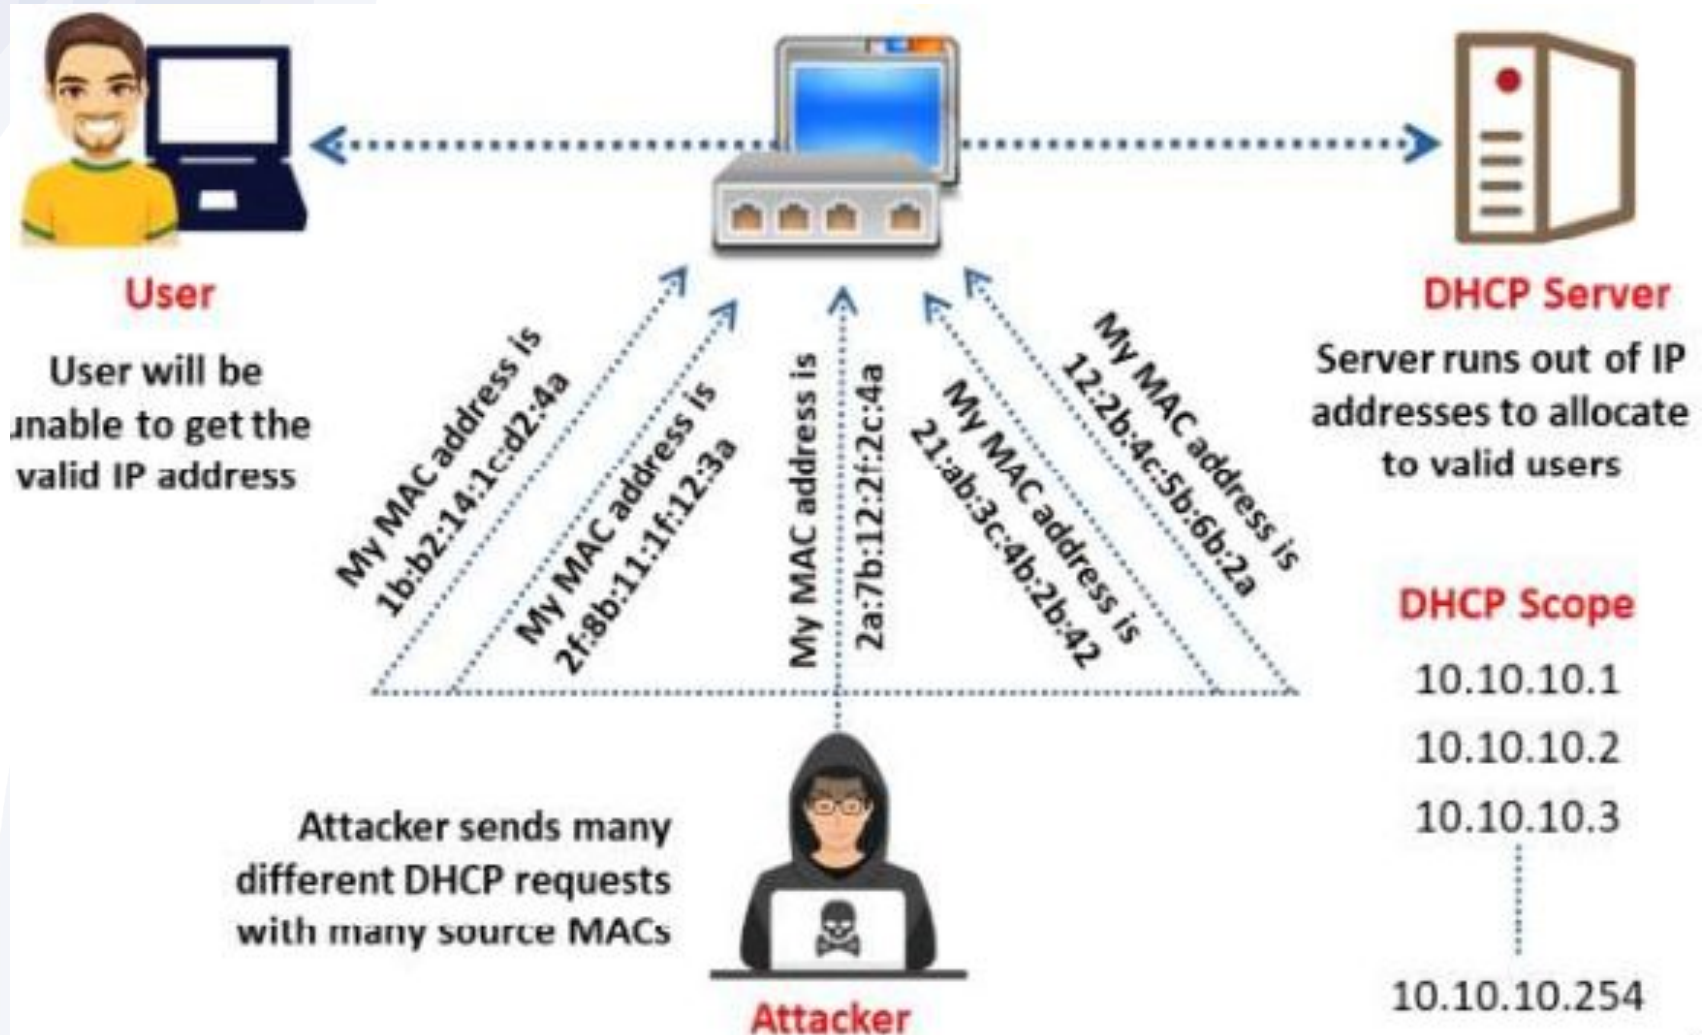 User
User will be
unable to get the
valid IP address
My MAC address is
1b:b2:14:1c:d2:4a
My MAC address is
2f:8b:11:1f:12:3a
My MAC address is
2a:7b:12:2f:2c:4a
My MAC address is
21:ab:3c:4b:2b:42
My MAC address is
12:2b:4c:5b:6b:2a
DHCP Server
Server runs out of IP
addresses to allocate
to valid users
DHCP Scope
10.10.10.1
10.10.10.2
10.10.10.3
10.10.10.254
Attacker sends many
different DHCP requests
with many source MACs
Attacker